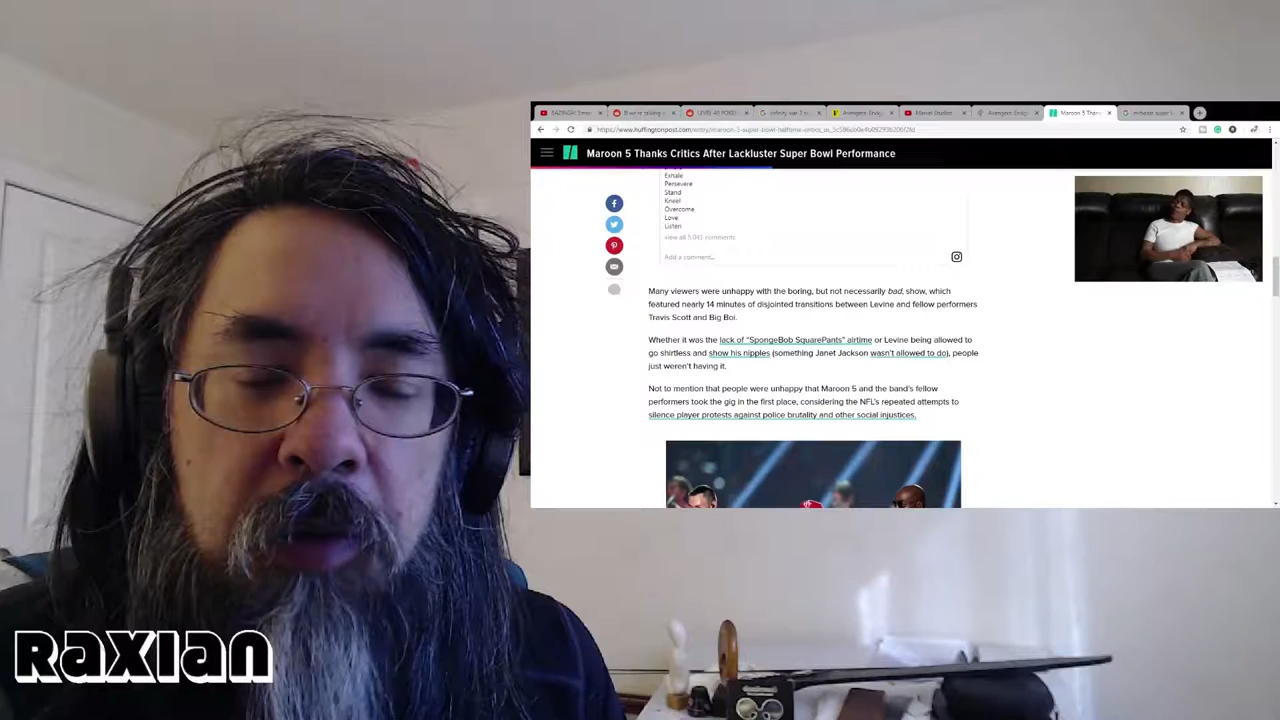 Maroon 5 Thanks Critics After Lackluster Super Bowl Performance
Exhale
Persevere
Stand
Kneel
Overcome
Love
Listen
view all 5,041 comments
Add a comment...
Many viewers were unhappy with the boring, but not necessarily bad, show, which
featured nearly 14 minutes of disjointed transitions between Levine and fellow performers
Travis Scott and Big Boi.
Whether it was the lack of “SpongeBob SquarePants” airtime or Levine being allowed to
go shirtless and show his nipples (something Janet Jackson wasn’t allowed to do), people
just weren’t having it.
Not to mention that people were unhappy that Maroon 5 and the band’s fellow
performers took the gig in the first place, considering the NFL’s repeated attempts to
silence player protests against police brutality and other social injustices.
Raxian